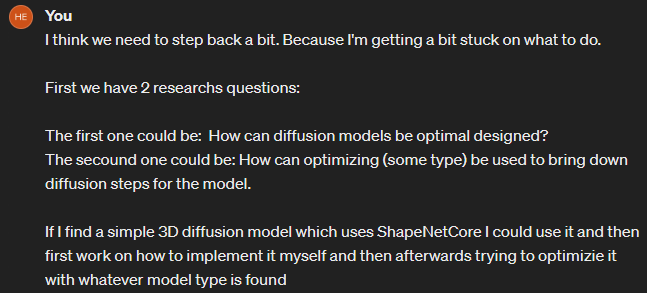 HE
You
I think we need to step back a bit. Because I'm getting a bit stuck on what to do.
First we have 2 researchs questions:
The first one could be:  How can diffusion models be optimal designed?
The secound one could be: How can optimizing (some type) be used to bring down
diffusion steps for the model.
If I find a simple 3D diffusion model which uses ShapeNetCore I could use it and then
first work on how to implement it myself and then afterwards trying to optimizie it
with whatever model type is found